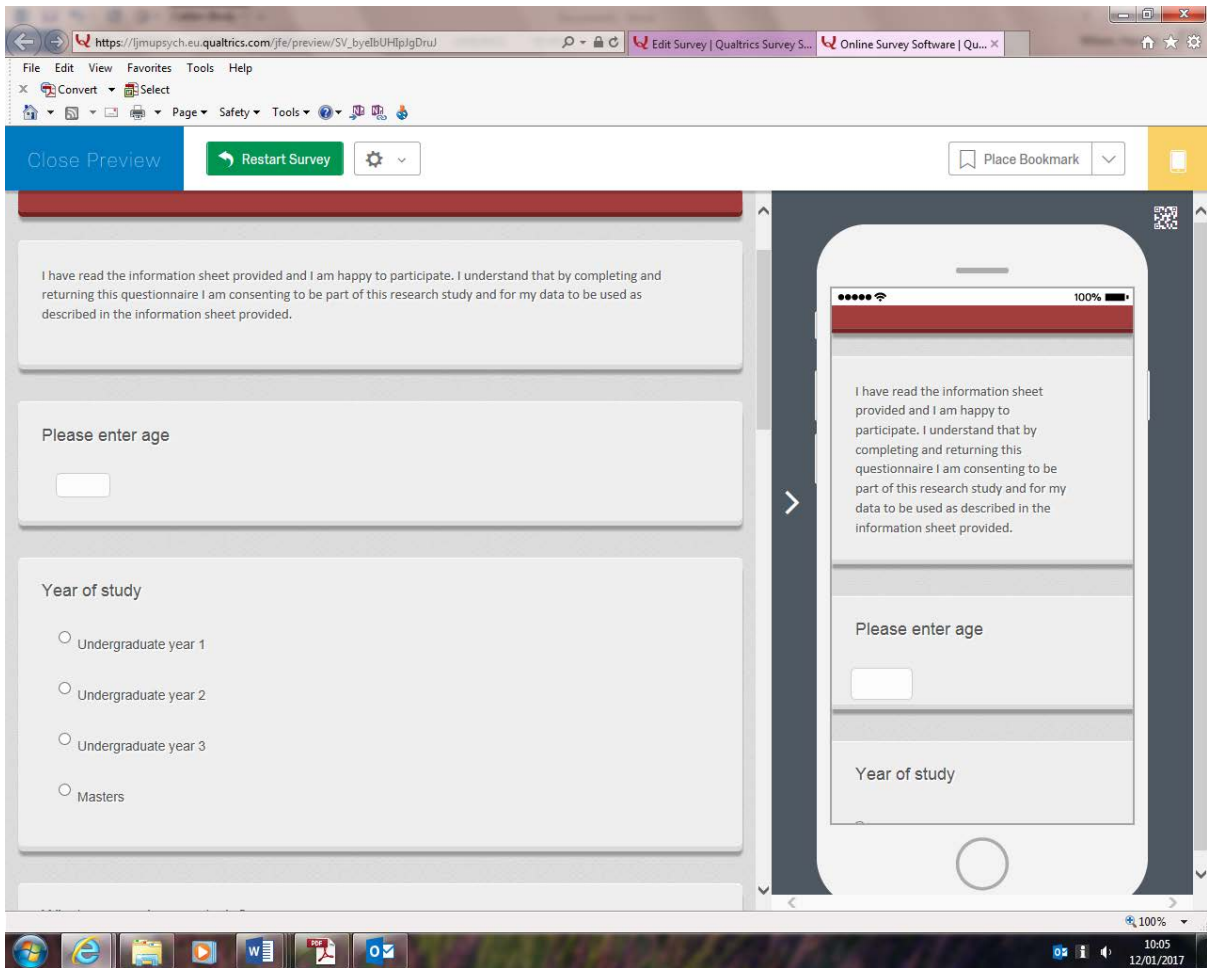 https://ljmupsych.eu.qualtrics.com/jfe/preview/SV_byeIbUHIpJgDruJ
Edit Survey | Qualtrics Survey S...
Online Survey Software | Qu...
File Edit View Favorites Tools Help
Convert Select
Page Safety Tools
Close Preview
Restart Survey
Place Bookmark
I have read the information sheet provided and I am happy to participate. I understand that by completing and
returning this questionnaire I am consenting to be part of this research study and for my data to be used as
described in the information sheet provided.
Please enter age
Year of study
Undergraduate year 1
Undergraduate year 2
Undergraduate year 3
Masters
100%
I have read the information sheet
provided and I am happy to
participate. I understand that by
completing and returning this
questionnaire I am consenting to be
part of this research study and for my
data to be used as described in the
information sheet provided.
Please enter age
Year of study
100%
10:05
12/01/2017